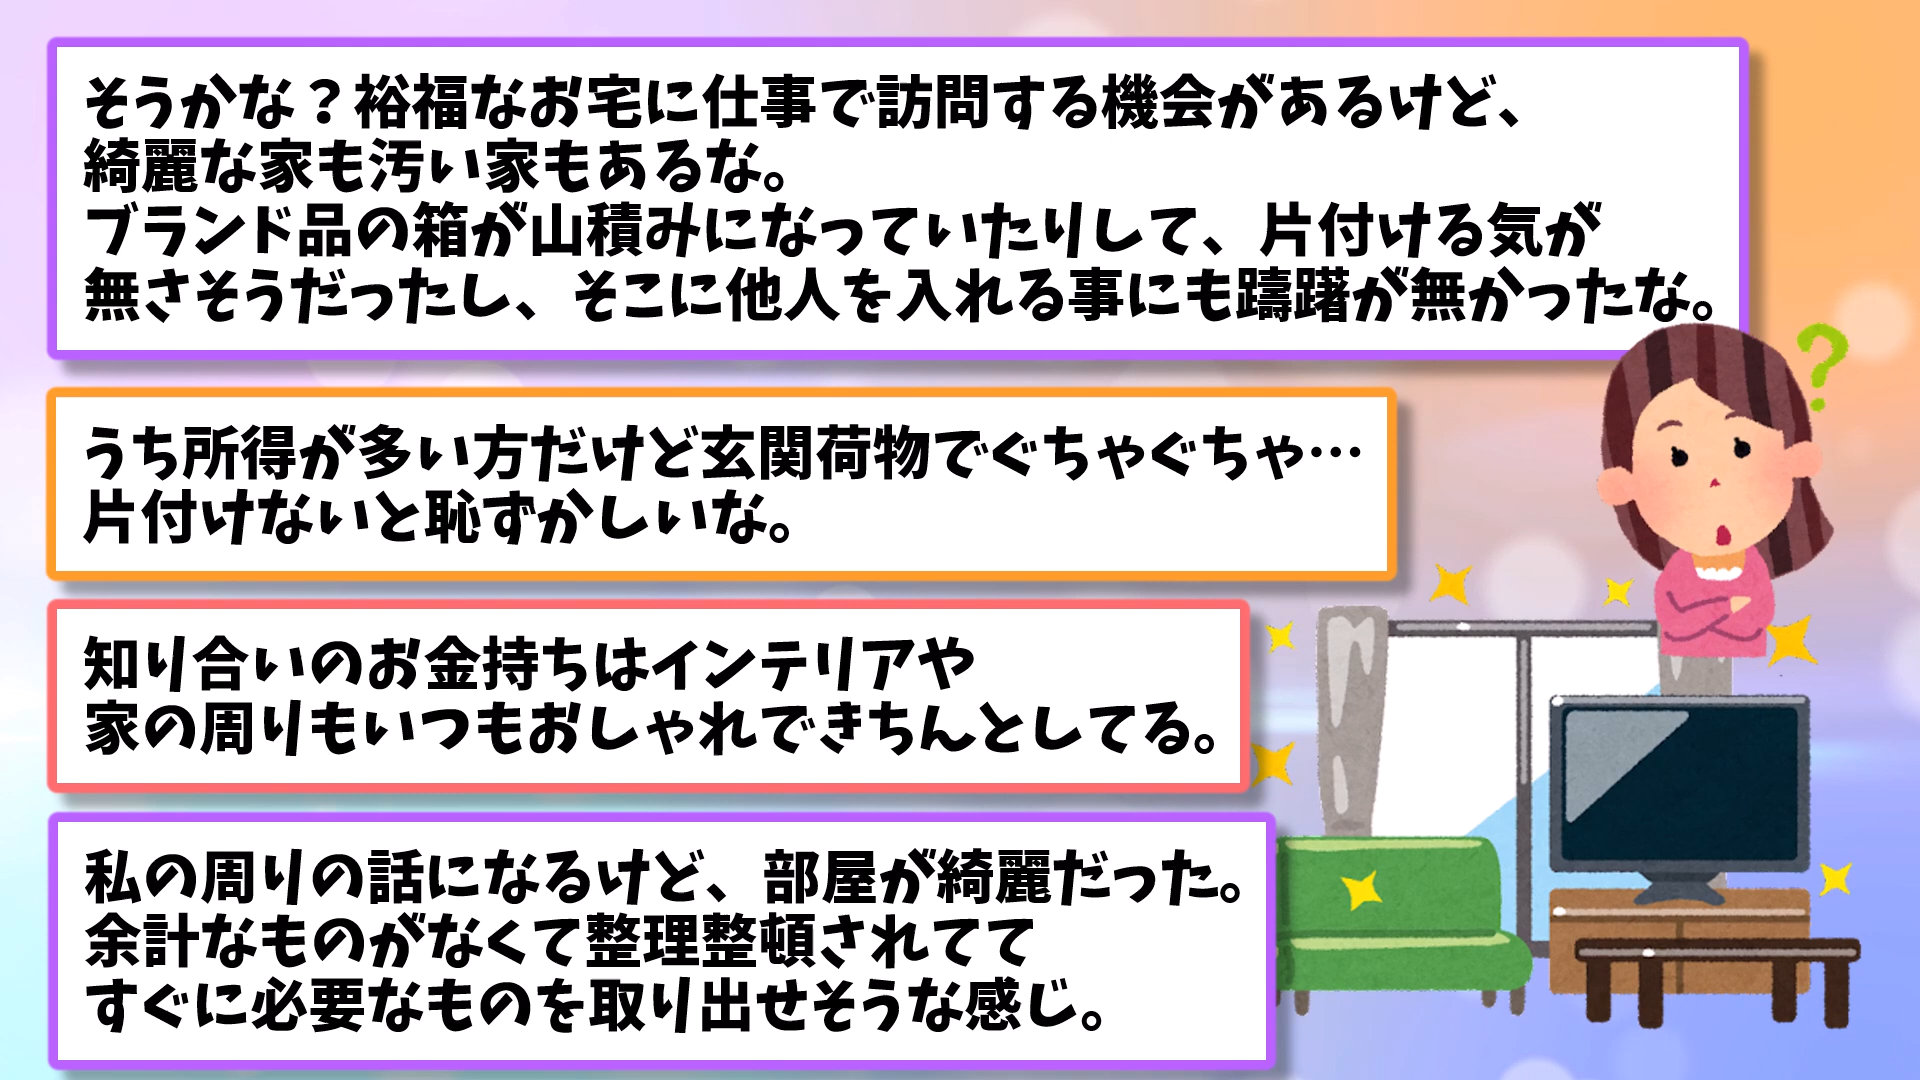 そうかな？裕福なお宅に仕事で訪問する機会があるけど、
綺麗な家も汚い家もあるな。
ブランド品の箱が山積みになっていたりして、片付ける気が
無さそうだったし、そこに他人を入れる事にも躊躇が無かったな。
うち所得が多い方だけど玄関荷物でぐちゃぐちゃ…
片付けないと恥ずかしいな。
知り合いのお金持ちはインテリアや
家の周りもいつもおしゃれできちんとしてる。
私の周りの話になるけど、部屋が綺麗だった。
余計なものがなくて整理整頓されてて
すぐに必要なものを取り出せそうな感じ。
?